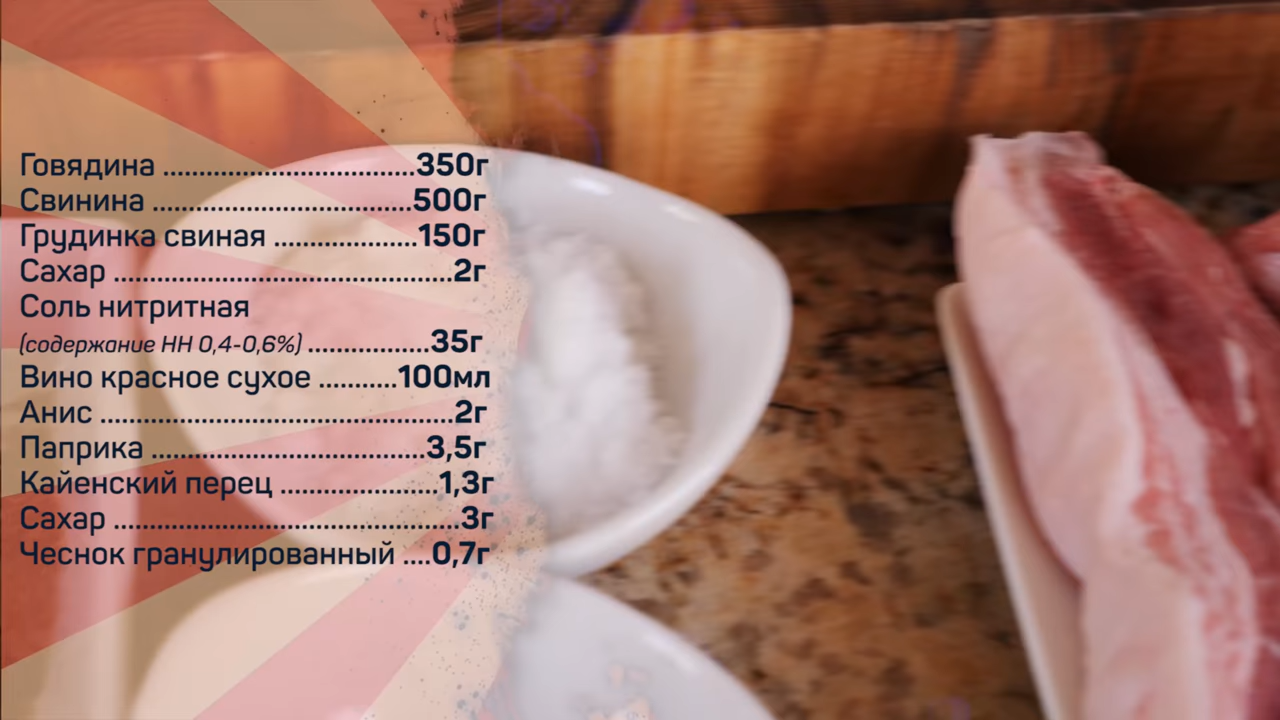 Говядина ................................350г
Свинина .................................500г
Грудинка свиная ..................150г
Сахар ...........................................2г
Соль нитритная
(содержание НН 0,4-0,6%) ...............35г
Вино красное сухое ..........100мл
Анис .............................................2г
Паприка ...................................3,5г
Кайенский перец ....................1,3г
Сахар ............................................3г
Чеснок гранулированный ....0,7г